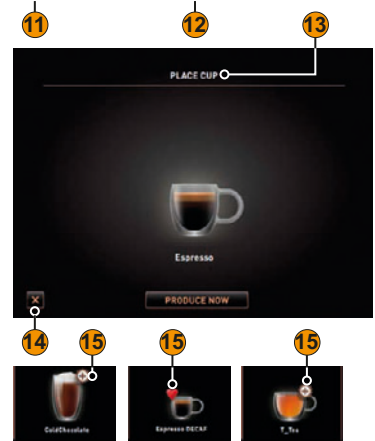 11 12 13
PLACE CUP
Espresso
PRODUCE NOW
14 15 15 15
ColdChocolate Espresso DECAF T_Tea